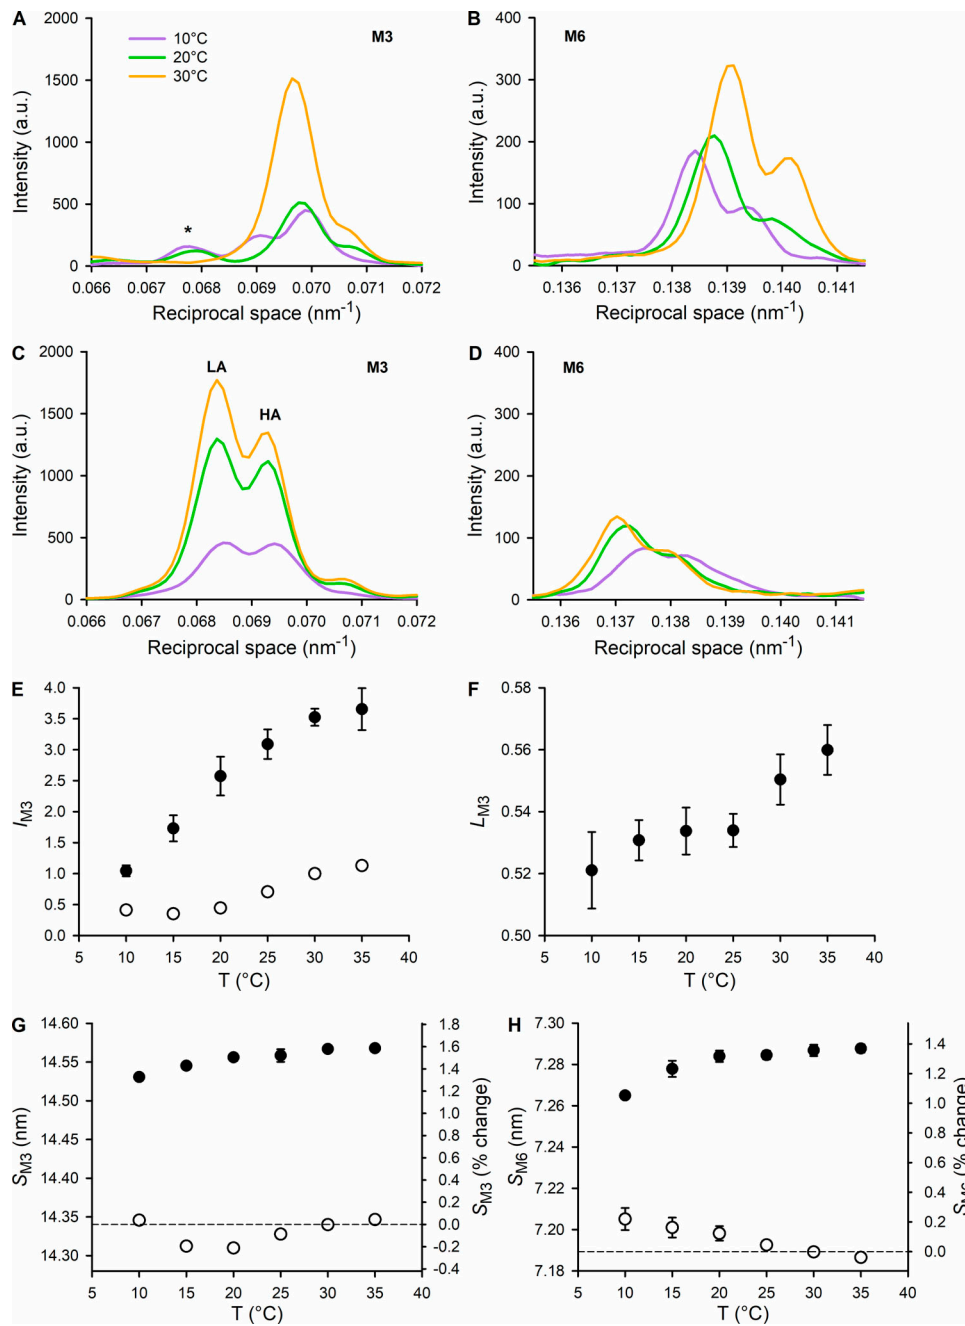 A
2000
1500
1000
500
0
Intensity (a.u.)
10°C
20°C
30°C
M3
*
0.066 0.067 0.068 0.069 0.070 0.071 0.072
Reciprocal space (nm-1)
B
400
300
200
100
0
Intensity (a.u.)
M6
0.136 0.137 0.138 0.139 0.140 0.141
Reciprocal space (nm-1)
C
2000
1500
1000
500
0
Intensity (a.u.)
LA
HA
M3
0.066 0.067 0.068 0.069 0.070 0.071 0.072
Reciprocal space (nm-1)
D
400
300
200
100
0
Intensity (a.u.)
M6
0.136 0.137 0.138 0.139 0.140 0.141
Reciprocal space (nm-1)
E
4.0
3.5
3.0
2.5
2.0
1.5
1.0
0.5
0.0
IM3
5 10 15 20 25 30 35 40
T (°C)
F
0.58
0.56
0.54
0.52
0.50
LM3
5 10 15 20 25 30 35 40
T (°C)
G
14.60
14.55
14.50
14.45
14.40
14.35
14.30
SM3 (nm)
1.8
1.6
1.4
1.2
1.0
0.8
0.6
0.4
0.2
0.0
-0.2
-0.4
SM3 (% change)
5 10 15 20 25 30 35 40
T (°C)
H
7.30
7.28
7.26
7.24
7.22
7.20
7.18
SM6 (nm)
1.4
1.2
1.0
0.8
0.6
0.4
0.2
0.0
SM6 (% change)
5 10 15 20 25 30 35 40
T (°C)